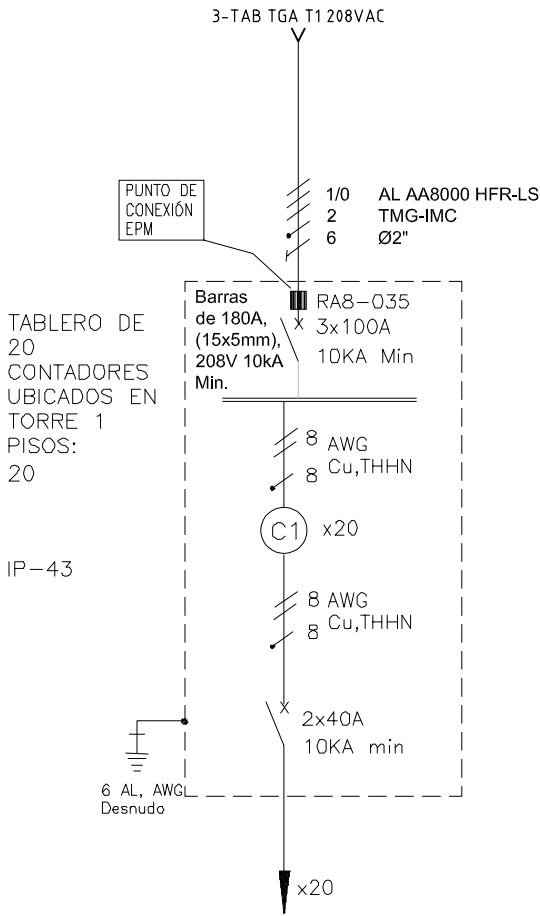 3-TAB TGA T1 208VAC
PUNTO DE
CONEXIÓN
EPM
1/0 AL AA8000 HFR-LS
2 TMG-IMC
6 Ø2"
Barras
de 180A,
(15x5mm),
208V 10kA
Min.
RA8-035
3x100A
10KA Min
TABLERO DE
20
CONTADORES
UBICADOS EN
TORRE 1
PISOS:
20
IP-43
8 AWG
8 Cu,THHN
C1 x20
8 AWG
8 Cu,THHN
2x40A
10KA min
6 AL, AWG
Desnudo
x20